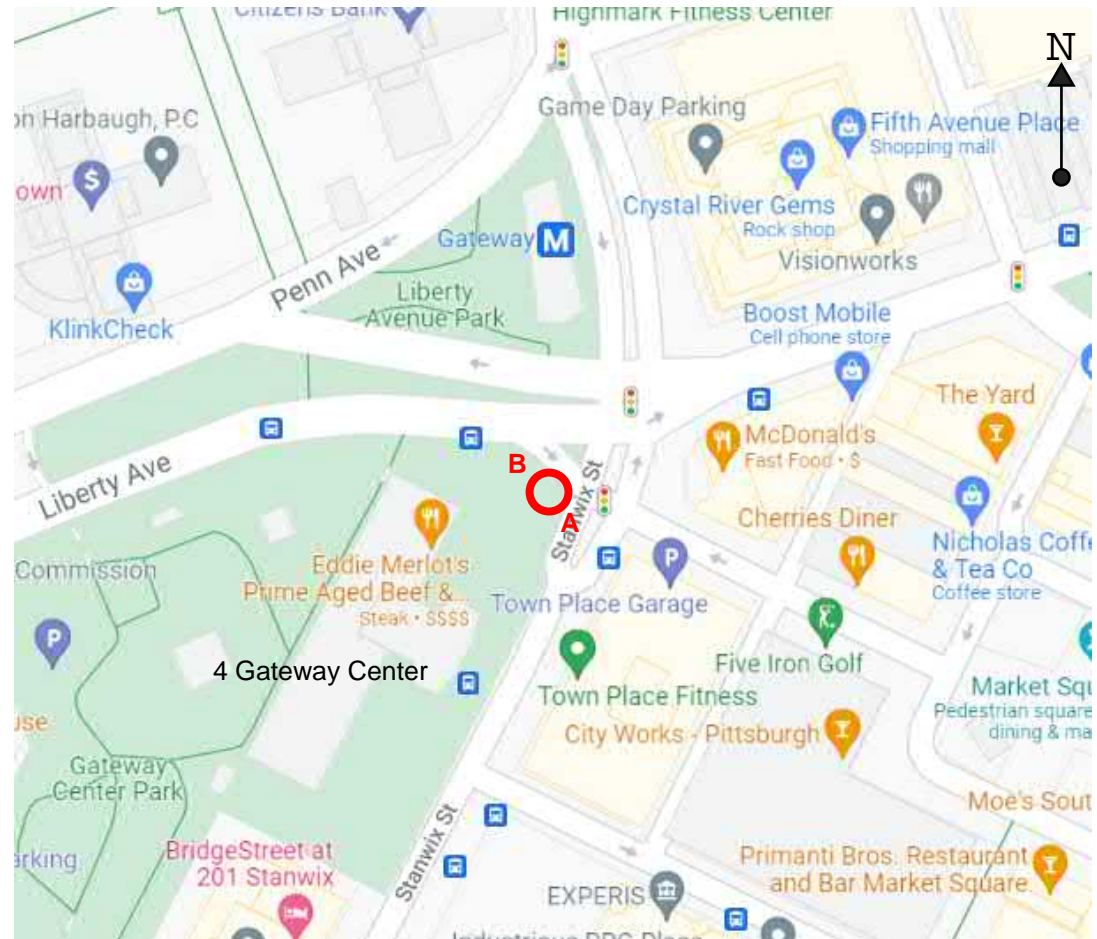 Citizens Bank
Highmark Fitness Center
N
on Harbaugh, P.C
Game Day Parking
Fifth Avenue Place
Shopping mall
$
own
Crystal River Gems
Rock shop
Gateway
M
Visionworks
Penn Ave
Liberty
Avenue Park
KlinkCheck
Boost Mobile
Cell phone store
The Yard
McDonald's
Fast Food • $
Liberty Ave
B
A
Stanwix St
Cherries Diner
Nicholas Coffe
& Tea Co
Coffee store
Commission
Eddie Merlot's
Prime Aged Beef &...
Steak • $$$$
P
Town Place Garage
P
Five Iron Golf
4 Gateway Center
Town Place Fitness
Market Squ
Pedestrian square
dining & ma
use
City Works - Pittsburgh
Gateway
Center Park
Moe's Sout
Stanwix St
arking
BridgeStreet at
201 Stanwix
Primanti Bros. Restaurant
and Bar Market Square.
EXPERIS